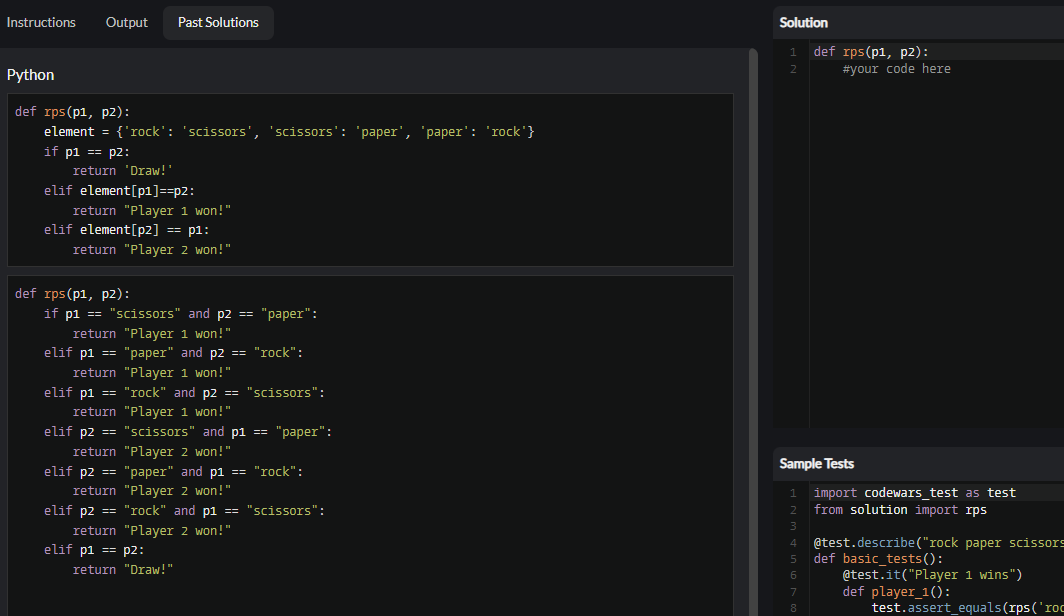 Instructions Output Past Solutions
Python
def rps(p1, p2):
    element = {'rock': 'scissors', 'scissors': 'paper', 'paper': 'rock'}
    if p1 == p2:
        return 'Draw!'
    elif element[p1]==p2:
        return "Player 1 won!"
    elif element[p2] == p1:
        return "Player 2 won!"
def rps(p1, p2):
    if p1 == "scissors" and p2 == "paper":
        return "Player 1 won!"
    elif p1 == "paper" and p2 == "rock":
        return "Player 1 won!"
    elif p1 == "rock" and p2 == "scissors":
        return "Player 1 won!"
    elif p2 == "scissors" and p1 == "paper":
        return "Player 2 won!"
    elif p2 == "paper" and p1 == "rock":
        return "Player 2 won!"
    elif p2 == "rock" and p1 == "scissors":
        return "Player 2 won!"
    elif p1 == p2:
        return "Draw!"
Solution
1 def rps(p1, p2):
2     #your code here
Sample Tests
1 import codewars_test as test
2 from solution import rps
3
4 @test.describe("rock paper scissors
5 def basic_tests():
6     @test.it("Player 1 wins")
7     def player_1():
8         test.assert_equals(rps('roc